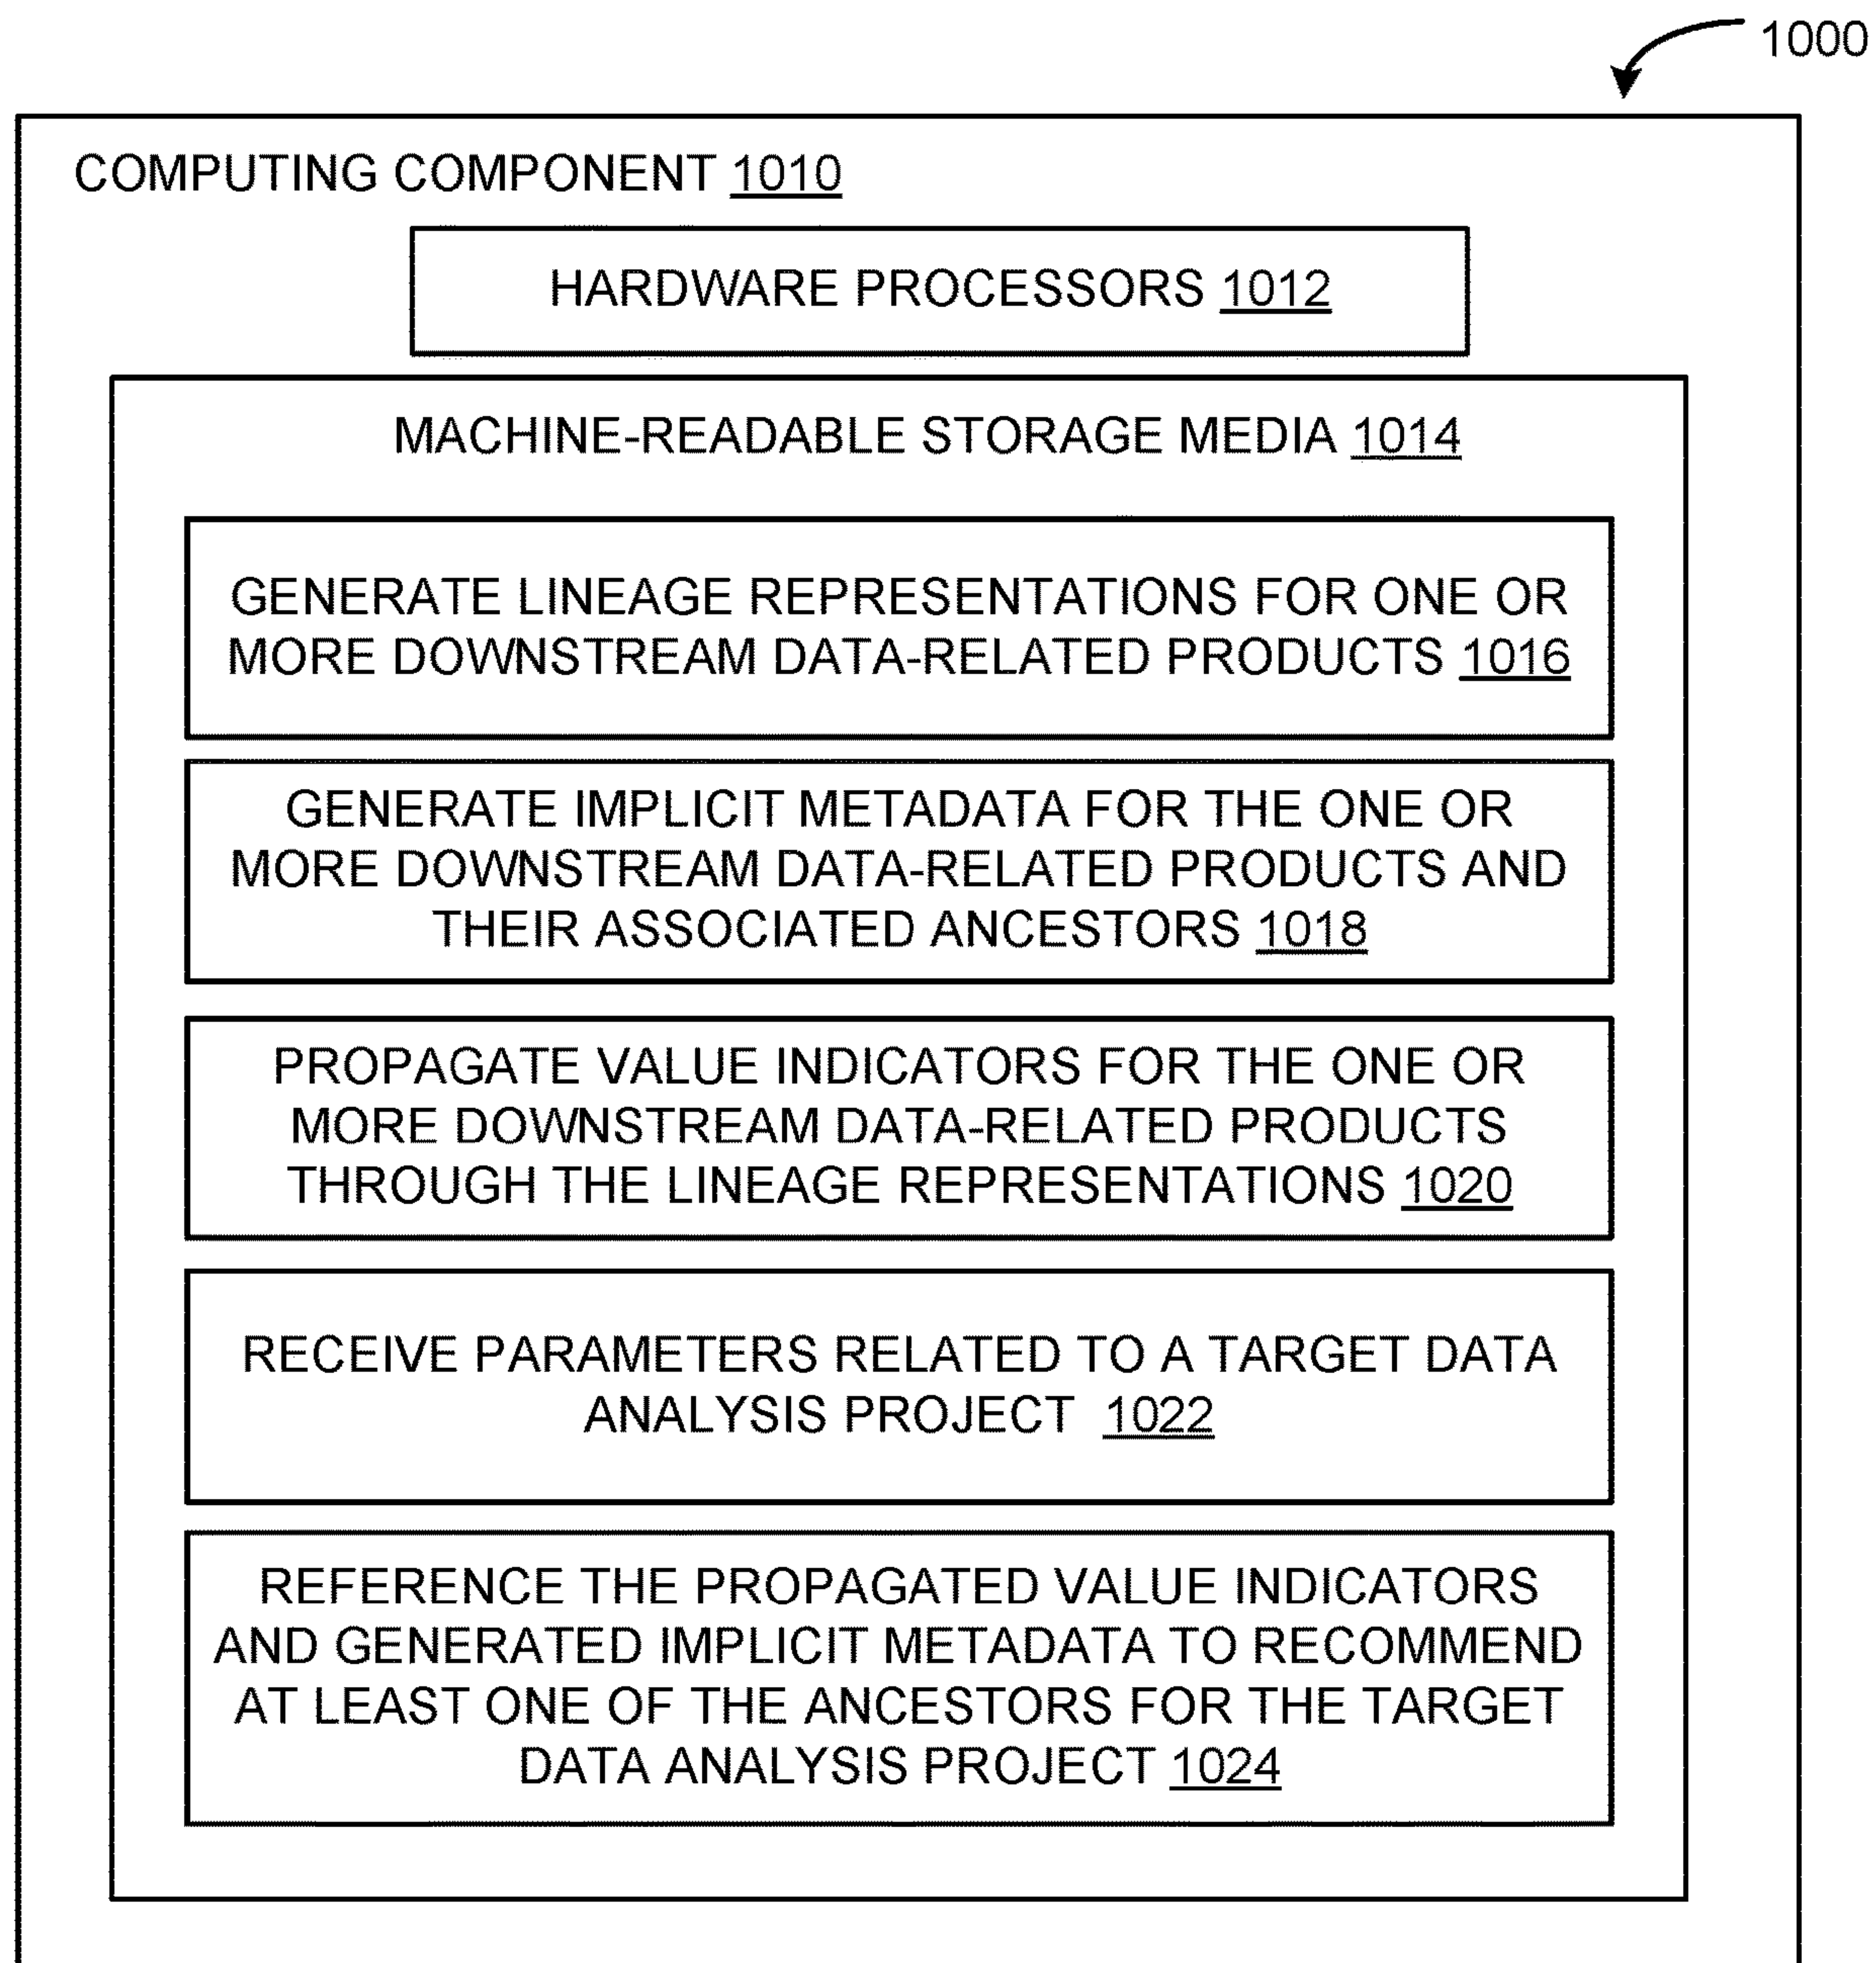 1000
COMPUTING COMPONENT 1010
HARDWARE PROCESSORS 1012
MACHINE-READABLE STORAGE MEDIA 1014
GENERATE LINEAGE REPRESENTATIONS FOR ONE OR
MORE DOWNSTREAM DATA-RELATED PRODUCTS 1016
GENERATE IMPLICIT METADATA FOR THE ONE OR
MORE DOWNSTREAM DATA-RELATED PRODUCTS AND
THEIR ASSOCIATED ANCESTORS 1018
PROPAGATE VALUE INDICATORS FOR THE ONE OR
MORE DOWNSTREAM DATA-RELATED PRODUCTS
THROUGH THE LINEAGE REPRESENTATIONS 1020
RECEIVE PARAMETERS RELATED TO A TARGET DATA
ANALYSIS PROJECT 1022
REFERENCE THE PROPAGATED VALUE INDICATORS
AND GENERATED IMPLICIT METADATA TO RECOMMEND
AT LEAST ONE OF THE ANCESTORS FOR THE TARGET
DATA ANALYSIS PROJECT 1024